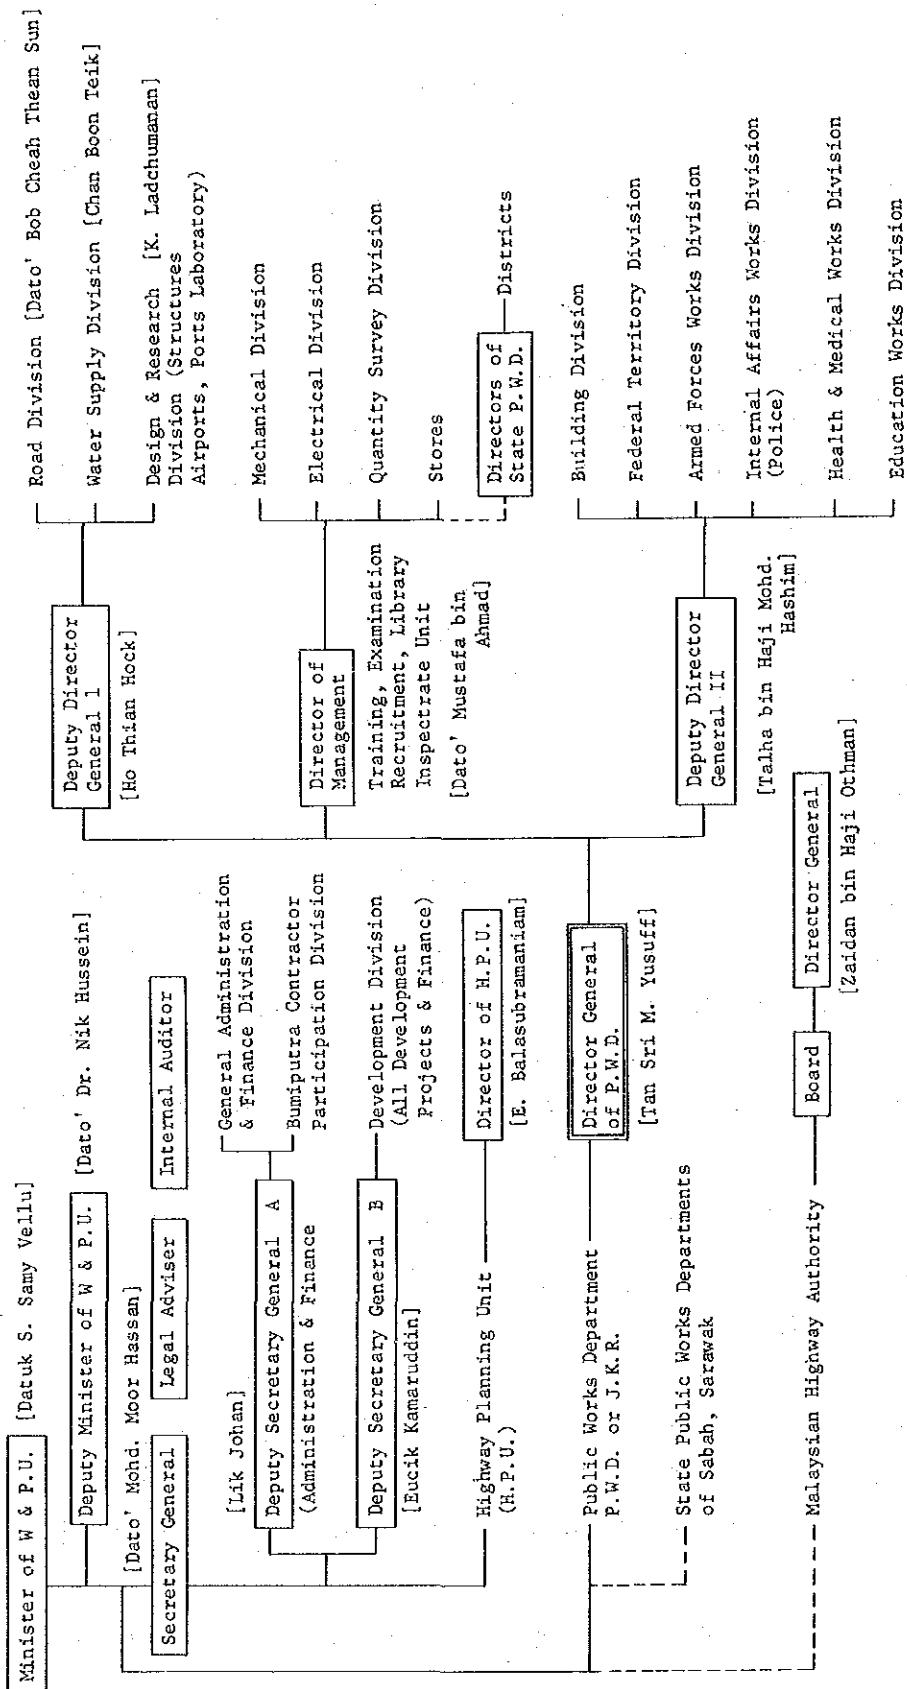 Minister of W & P.U. [Datuk S. Samy Vellu]
Deputy Minister of W & P.U. [Dato' Dr. Nik Hussein]
[Dato' Mohd. Moor Hassan]
Secretary General
Legal Adviser
Internal Auditor
[Lik Johan]
Deputy Secretary General A
(Administration & Finance)
General Administration
& Finance Division
Bumiputra Contractor
Participation Division
Deputy Secretary General B
[Eucik Kamaruddin]
Development Division
(All Development
Projects & Finance)
Highway Planning Unit
(H.P.U.)
Director of H.P.U.
[E. Balasubramaniam]
Public Works Department
P.W.D. or J.K.R.
Director General
of P.W.D.
[Tan Sri M. Yusuff]
State Public Works Departments
of Sabah, Sarawak
Malaysian Highway Authority
Board
Director General
[Zaidan bin Haji Othman]
Deputy Director
General 1
[Ho Thian Hock]
Road Division [Dato' Bob Cheah Thean Sun]
Water Supply Division [Chan Boon Teik]
Design & Research [K. Ladchumanan]
Division (Structures
Airports, Ports Laboratory)
Director of
Management
Training, Examination
Recruitment, Library
Inspectrate Unit
[Dato' Mustafa bin
Ahmad]
Mechanical Division
Electrical Division
Quantity Survey Division
Stores
Directors of
State P.W.D.
Districts
Deputy Director
General II
[Talha bin Haji Mohd.
Hashim]
Building Division
Federal Territory Division
Armed Forces Works Division
Internal Affairs Works Division
(Police)
Health & Medical Works Division
Education Works Division